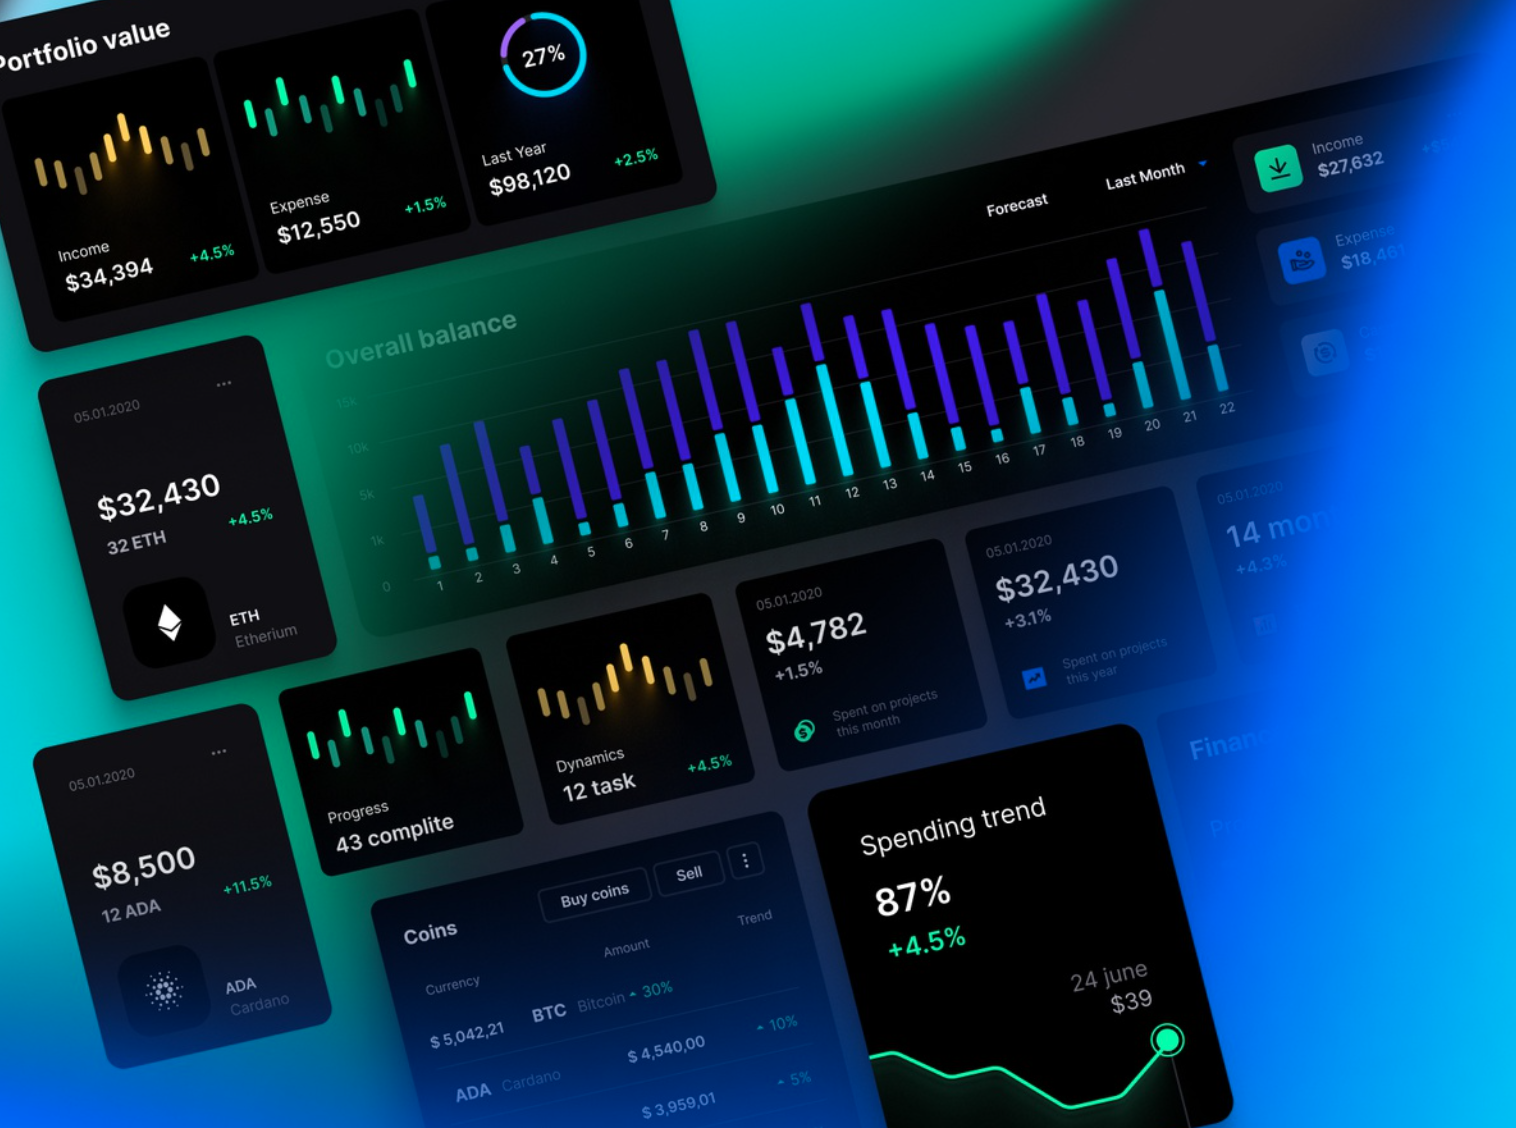 Portfolio value
Income
$34,394
+4.5%
Expense
$12,550
+1.5%
27%
Last Year
$98,120
+2.5%
Overall balance
Forecast
Last Month
15k
10k
5k
1k
0
1 2 3 4 5 6 7 8 9 10 11 12 13 14 15 16 17 18 19 20 21 22
Income
$27,632
Expense
$18,461
05.01.2020
$32,430
32 ETH
+4.5%
ETH
Etherium
05.01.2020
$8,500
12 ADA
+11.5%
ADA
Cardano
Progress
43 complite
Dynamics
12 task
+4.5%
05.01.2020
$4,782
+1.5%
Spent on projects
this month
05.01.2020
$32,430
+3.1%
Spent on projects
this year
05.01.2020
14
+4.3%
Coins
Buy coins
Sell
Currency
Amount
Trend
$ 5,042,21
BTC Bitcoin
30%
ADA Cardano
$ 4,540,00
10%
$ 3,959,01
5%
Spending trend
87%
+4.5%
24 june
$39